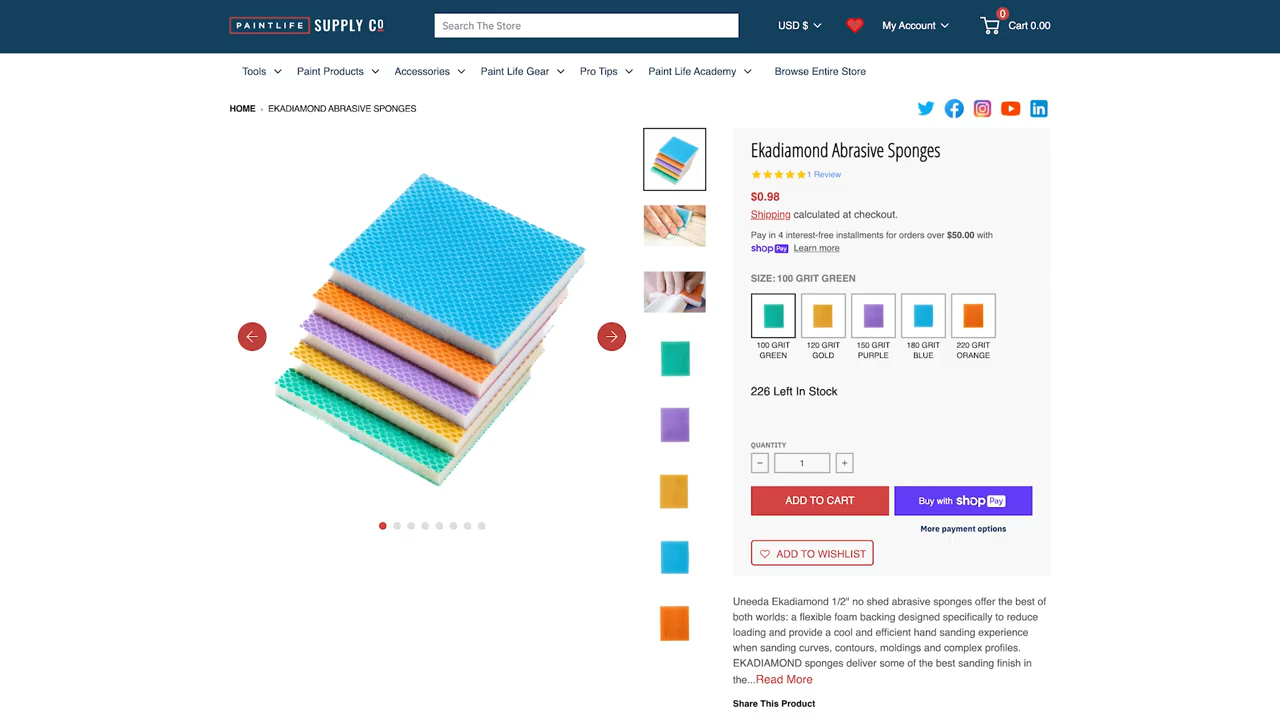 PAINTLIFE SUPPLY CO
Search The Store
USD $
My Account
0
Cart 0.00
Tools
Paint Products
Accessories
Paint Life Gear
Pro Tips
Paint Life Academy
Browse Entire Store
HOME › EKADIAMOND ABRASIVE SPONGES
Ekadiamond Abrasive Sponges
1 Review
$0.98
Shipping calculated at checkout.
Pay in 4 interest-free installments for orders over $50.00 with
shop Pay Learn more
SIZE: 100 GRIT GREEN
100 GRIT GREEN
120 GRIT GOLD
150 GRIT PURPLE
180 GRIT BLUE
220 GRIT ORANGE
226 Left In Stock
QUANTITY
− 1 +
ADD TO CART
Buy with shop Pay
More payment options
ADD TO WISHLIST
Uneeda Ekadiamond 1/2" no shed abrasive sponges offer the best of
both worlds: a flexible foam backing designed specifically to reduce
loading and provide a cool and efficient hand sanding experience
when sanding curves, contours, moldings and complex profiles.
EKADIAMOND sponges deliver some of the best sanding finish in
the...Read More
Share This Product